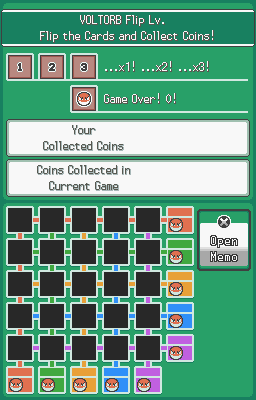 VOLTORB Flip Lv.
Flip the Cards and Collect Coins!
1 2 3 ...x1! ...x2! ...x3!
Game Over! 0!
Your
Collected Coins
Coins Collected in
Current Game
Open
Memo